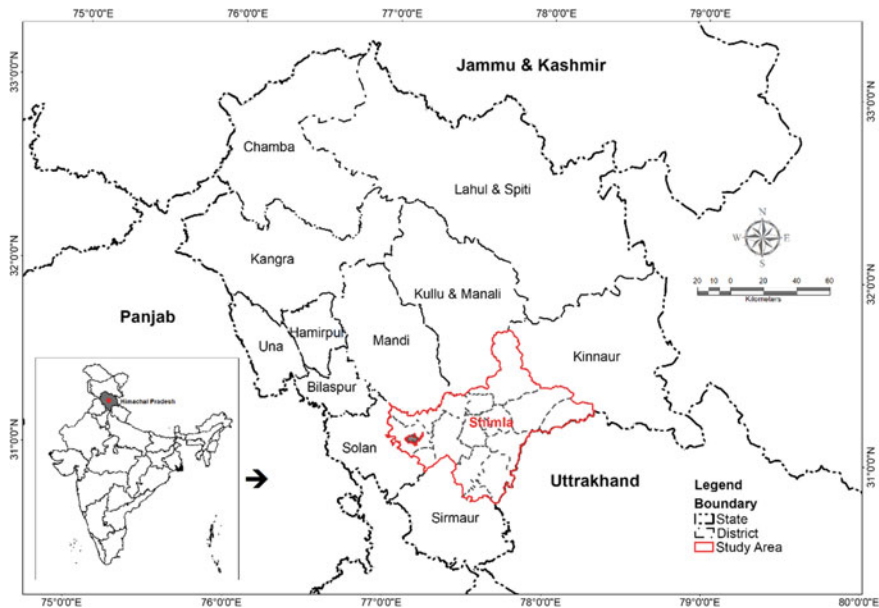 75°0'0"E 76°0'0"E 77°0'0"E 78°0'0"E 79°0'0"E
33°0'0"N
33°0'0"N
Jammu & Kashmir
Chamba
Lahul & Spiti
N
W E
S
32°0'0"N
32°0'0"N
Kangra
20 10 0 20 40 60
Kilometers
Kullu & Manali
Panjab
Hamirpur
Una
Mandi
Kinnaur
Bilaspur
Himachal Pradesh
Shimla
31°0'0"N
31°0'0"N
Solan
Uttrakhand
Sirmaur
Legend
Boundary
State
District
Study Area
75°0'0"E 76°0'0"E 77°0'0"E 78°0'0"E 79°0'0"E 80°0'0"E